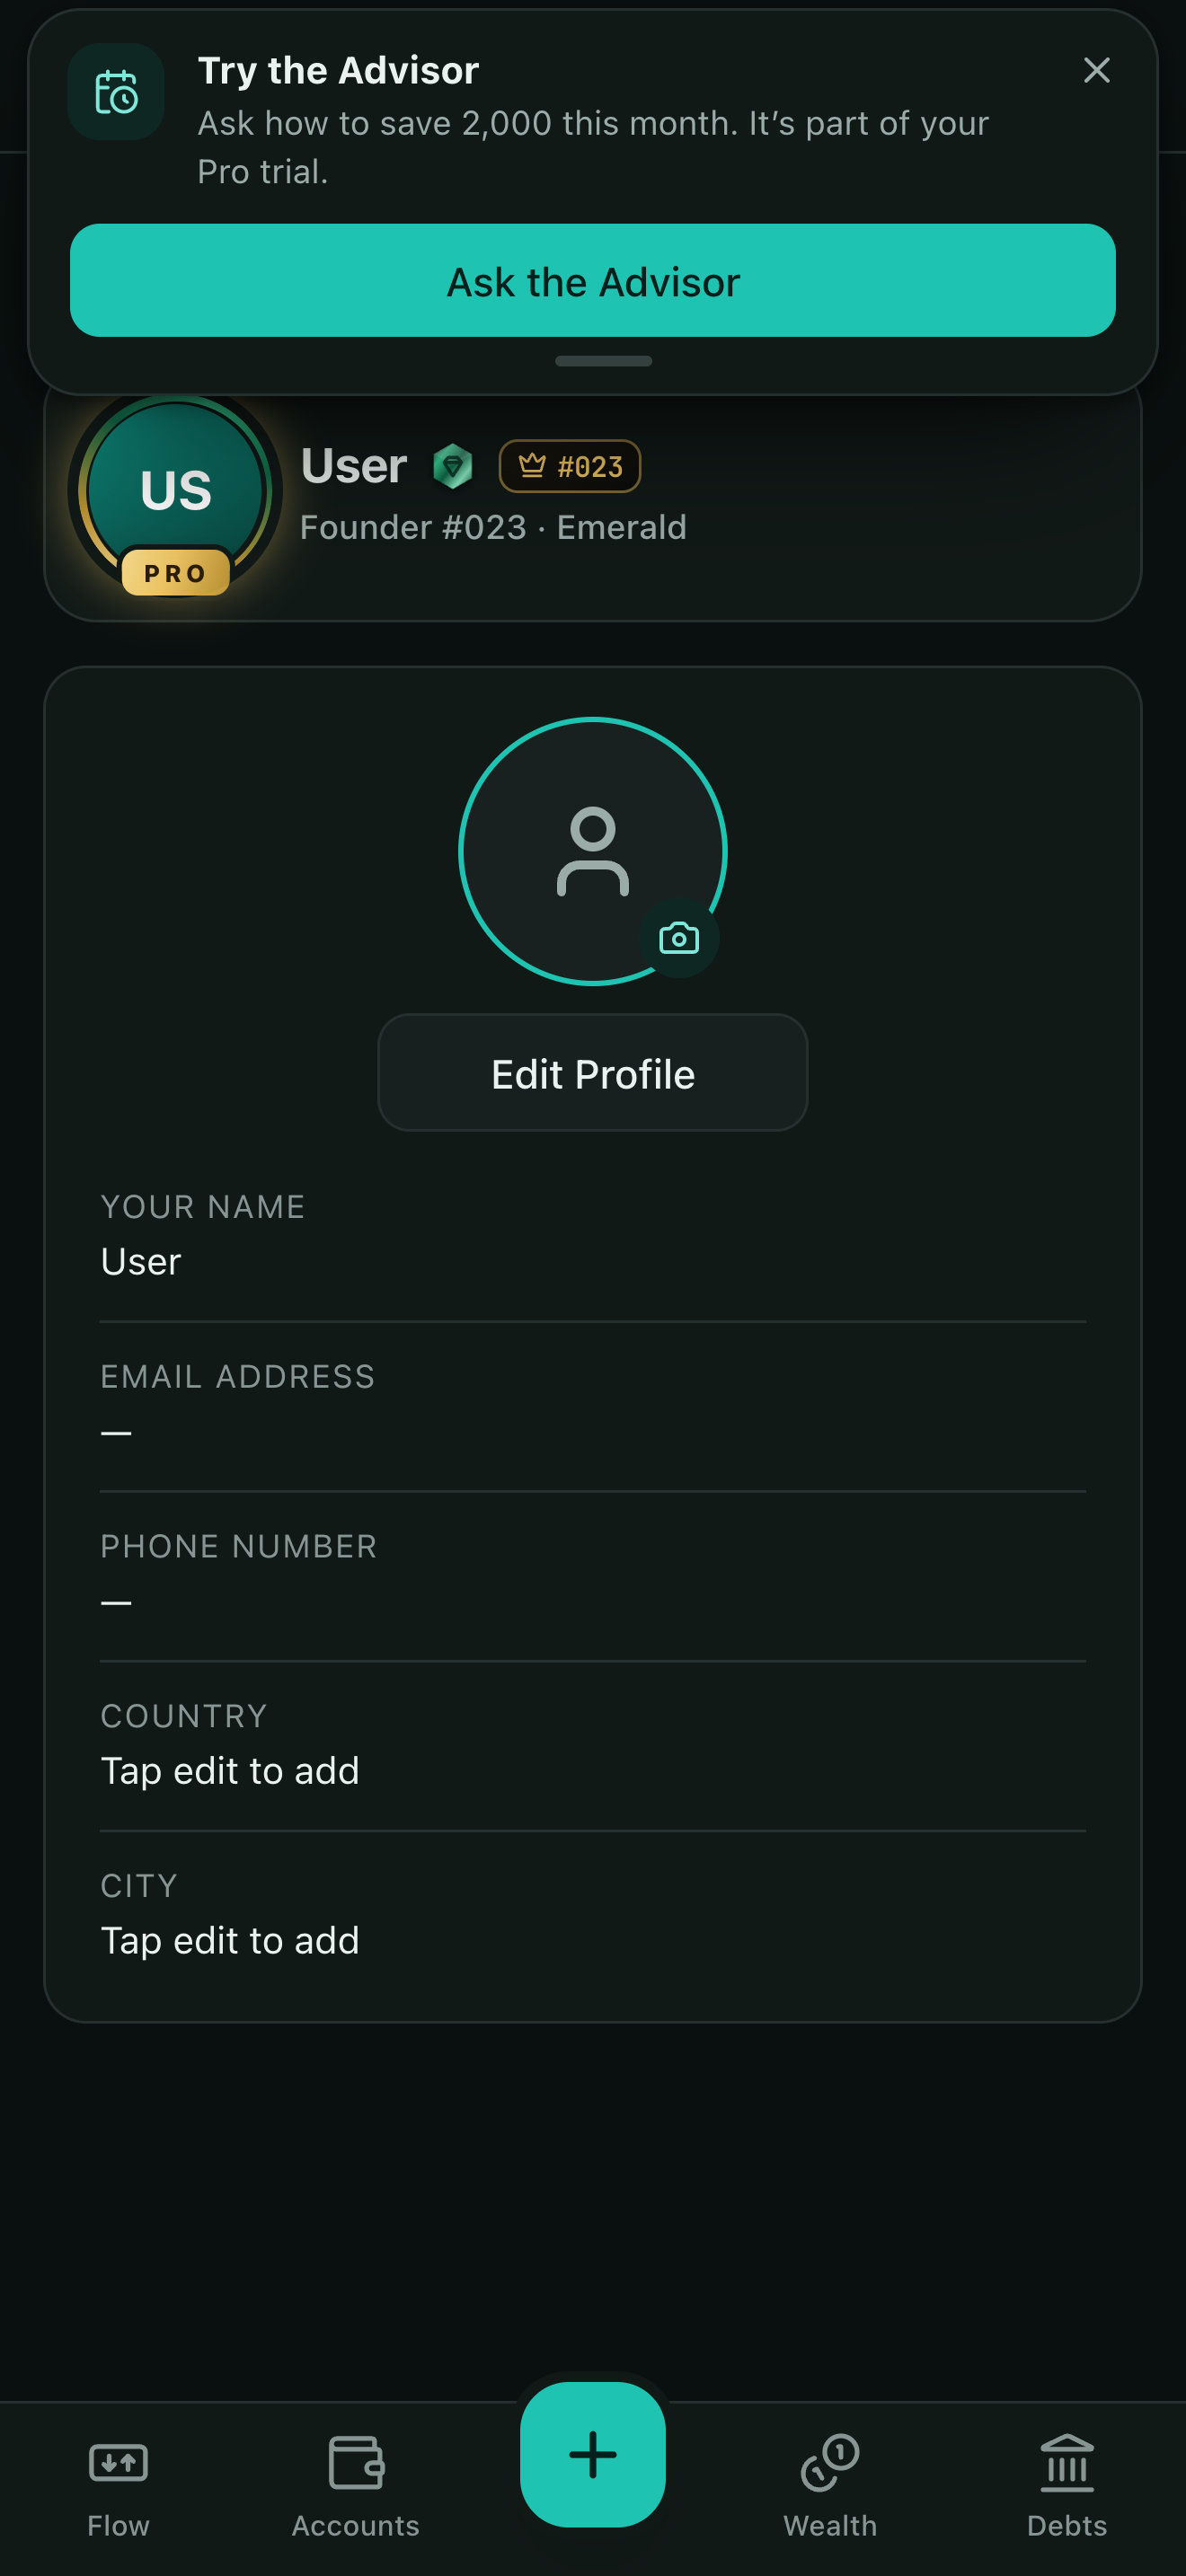 Try the Advisor
Ask how to save 2,000 this month. It’s part of your
Pro trial.
Ask the Advisor
US
PRO
User
#023
Founder #023 · Emerald
Edit Profile
YOUR NAME
User
EMAIL ADDRESS
—
PHONE NUMBER
—
COUNTRY
Tap edit to add
CITY
Tap edit to add
Flow
Accounts
Wealth
Debts